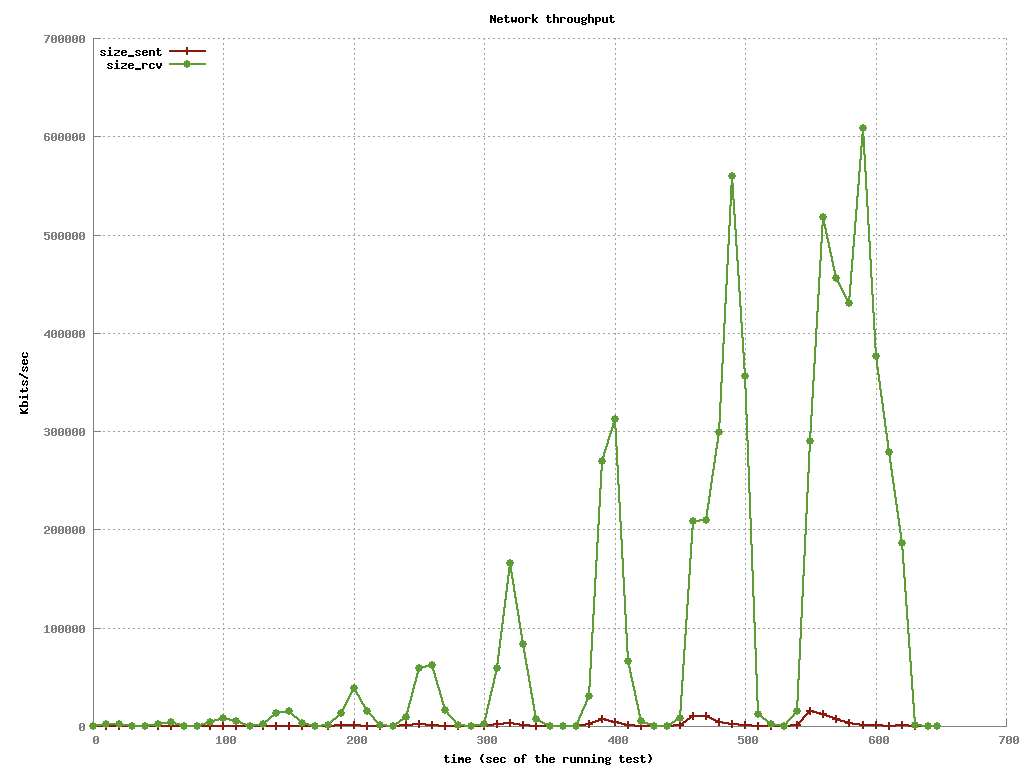 Network throughput
700000
size_sent
size_rcv
600000
500000
400000
Kbits/sec
300000
200000
100000
0
0 100 200 300 400 500 600 700
time (sec of the running test)